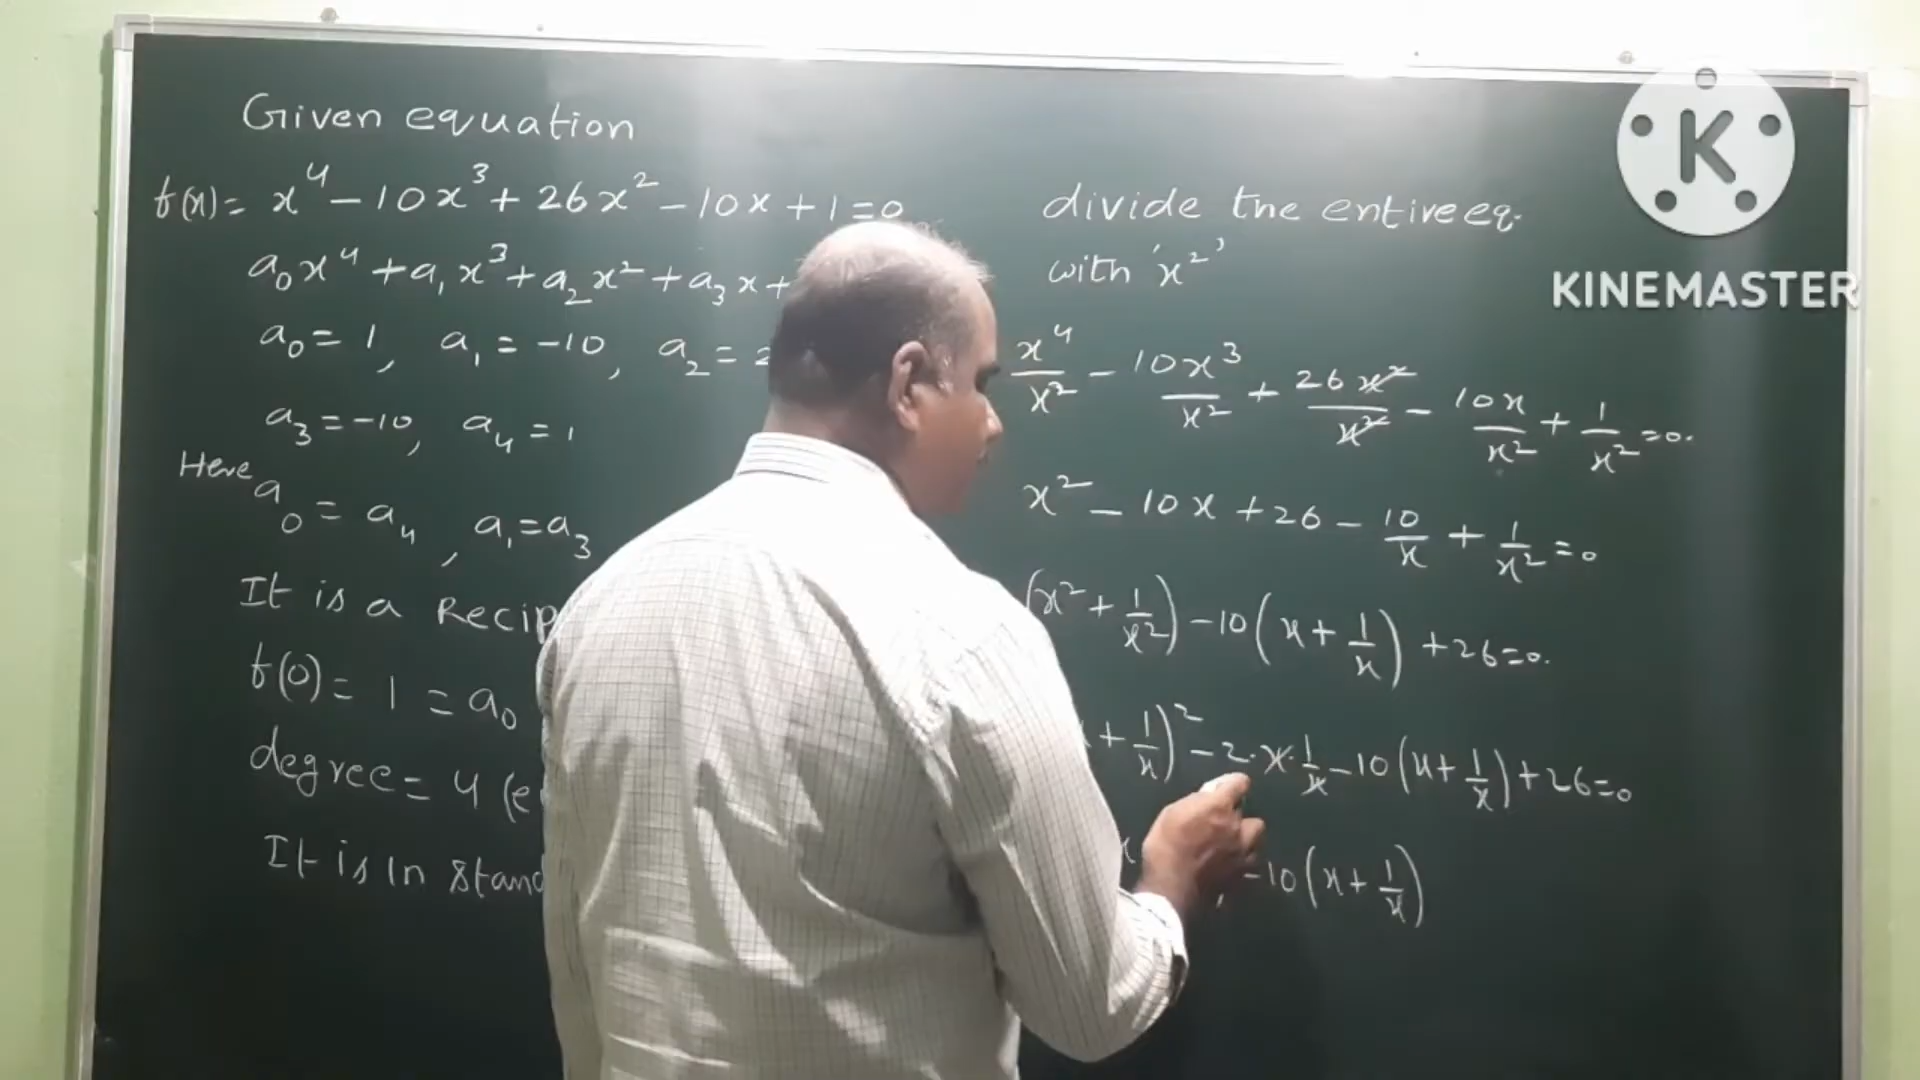 Given equation
f(x) = x⁴ - 10x³ + 26x² - 10x + 1 = 0
a₀x⁴ + a₁x³ + a₂x² + a₃x +
a₀ = 1, a₁ = -10, a₂ =
a₃ = -10, a₄ = 1
Here a₀ = a₄, a₁ = a₃
It is a
f(0) = 1 = a₀
degree = 4
It is in
divide the entire eq.
with 'x²'
x⁴/x² - 10x³/x² + 26x²/x² - 10x/x² + 1/x² = 0.
x² - 10x + 26 - 10/x + 1/x² = 0
(x² + 1/x²) - 10(x + 1/x) + 26 = 0.
+ 1/x)² - 2·x·1/x - 10(x + 1/x) + 26 = 0
- 10(x + 1/x)
K
KINEMASTER